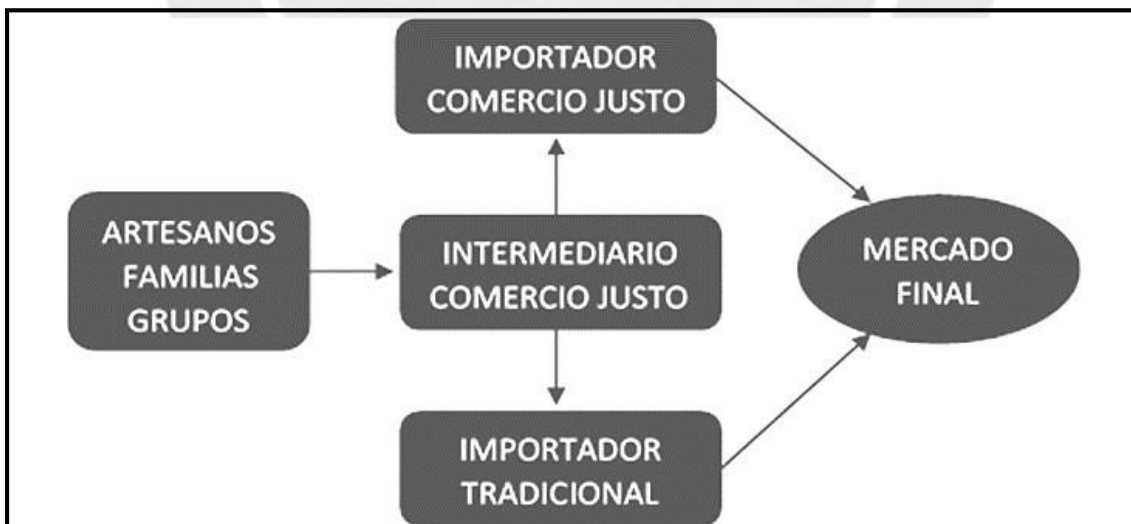 IMPORTADOR
COMERCIO JUSTO
ARTESANOS
FAMILIAS
GRUPOS
INTERMEDIARIO
COMERCIO JUSTO
MERCADO
FINAL
IMPORTADOR
TRADICIONAL